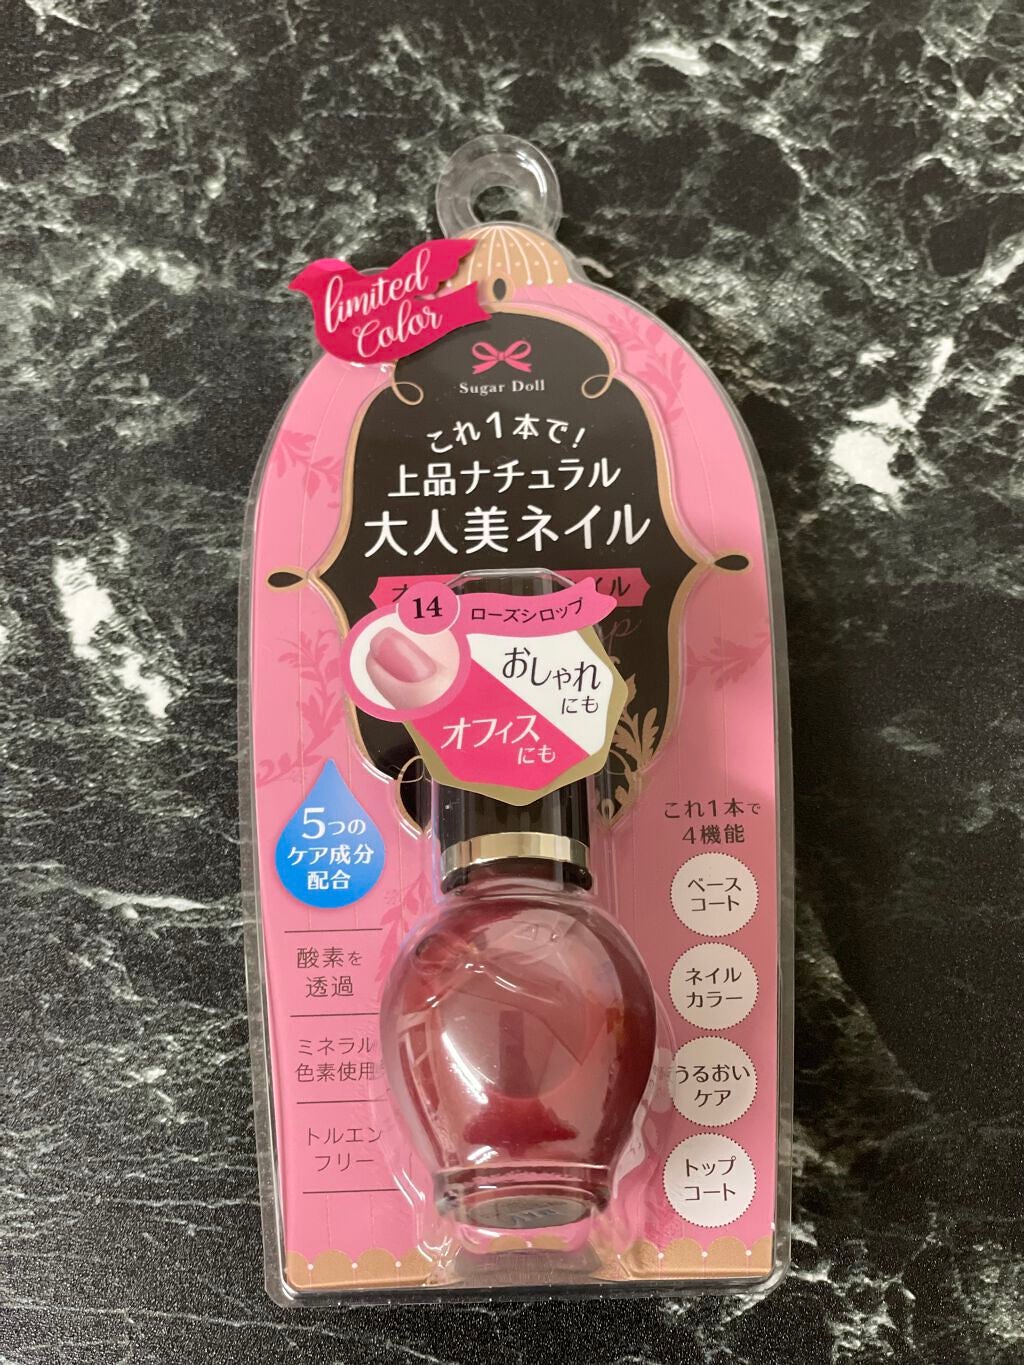 limited
Color
Sugar Doll
これ1本で!
上品ナチュラル
大人美ネイル
14
ローズシロップ
おしゃれ
にも
オフィス
にも
5つの
ケア成分
配合
酸素を
透過
ミネラル
色素使用
トルエン
フリー
これ1本で
4機能
ベース
コート
ネイル
カラー
うるおい
ケア
トップ
コート